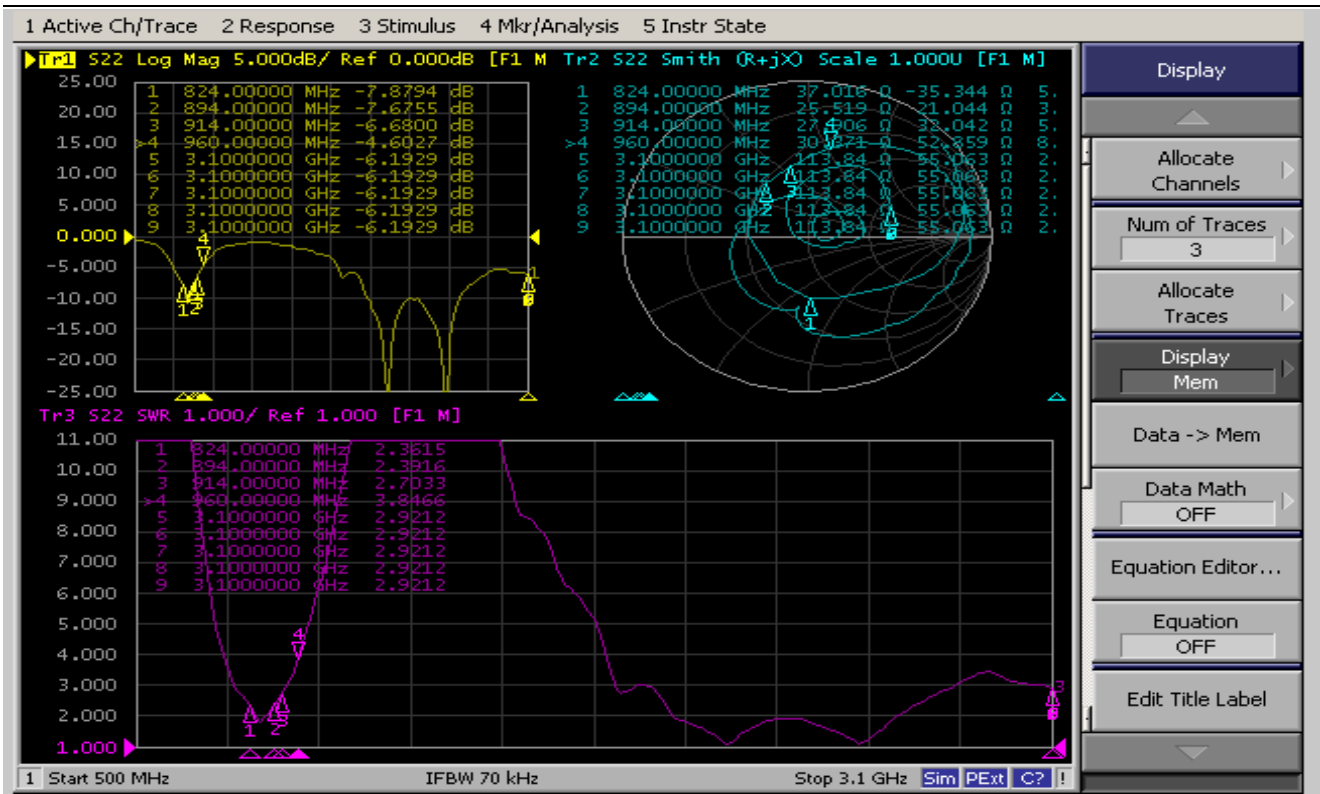 1 Active Ch/Trace 2 Response 3 Stimulus 4 Mkr/Analysis 5 Instr State
Tr1 S22 Log Mag 5.000dB/ Ref 0.000dB [F1 M
25.00
20.00
15.00
10.00
5.000
0.000
-5.000
-10.00
-15.00
-20.00
-25.00
1 824.00000 MHz -7.8794 dB
2 894.00000 MHz -7.6755 dB
3 914.00000 MHz -6.6800 dB
>4 960.00000 MHz -4.6027 dB
5 3.1000000 GHz -6.1929 dB
6 3.1000000 GHz -6.1929 dB
7 3.1000000 GHz -6.1929 dB
8 3.1000000 GHz -6.1929 dB
9 3.1000000 GHz -6.1929 dB
Tr2 S22 Smith (R+jX) Scale 1.000U [F1 M]
1 824.00000 MHz 37.016 Ω -35.344 Ω 5.
2 894.00000 MHz 25.519 Ω 21.044 Ω 3.
3 914.00000 MHz 27.906 Ω 32.042 Ω 5.
>4 960.00000 MHz Ω Ω 8.
5 3.1000000 GHz 113.84 Ω 55.063 Ω 2.
6 3.1000000 GHz 113.84 Ω 55.063 Ω 2.
7 3.1000000 GHz 113.84 Ω 55.063 Ω 2.
8 3.1000000 GHz 113.84 Ω 55.063 Ω 2.
9 3.1000000 GHz 113.84 Ω 55.063 Ω 2.
Tr3 S22 SWR 1.000/ Ref 1.000 [F1 M]
11.00
10.00
9.000
8.000
7.000
6.000
5.000
4.000
3.000
2.000
1.000
1 824.00000 MHz 2.3615
2 894.00000 MHz 2.3916
3 914.00000 MHz 2.7033
>4 960.00000 MHz 3.8466
5 3.1000000 GHz 2.9212
6 3.1000000 GHz 2.9212
7 3.1000000 GHz 2.9212
8 3.1000000 GHz 2.9212
9 3.1000000 GHz 2.9212
1 Start 500 MHz IFBW 70 kHz Stop 3.1 GHz Sim PExt C? !
Display
Allocate
Channels
Num of Traces
3
Allocate
Traces
Display
Mem
Data -> Mem
Data Math
OFF
Equation Editor...
Equation
OFF
Edit Title Label